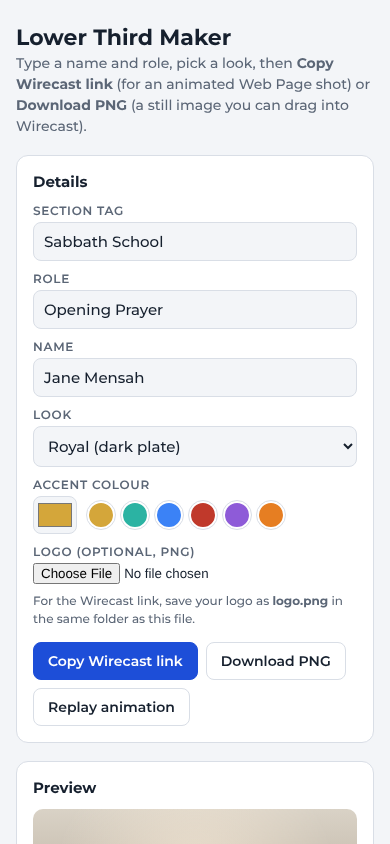 Lower Third Maker
Type a name and role, pick a look, then Copy
Wirecast link (for an animated Web Page shot) or
Download PNG (a still image you can drag into
Wirecast).
Details
SECTION TAG
Sabbath School
ROLE
Opening Prayer
NAME
Jane Mensah
LOOK
Royal (dark plate)
ACCENT COLOUR
LOGO (OPTIONAL, PNG)
Choose File No file chosen
For the Wirecast link, save your logo as logo.png in
the same folder as this file.
Copy Wirecast link Download PNG
Replay animation
Preview